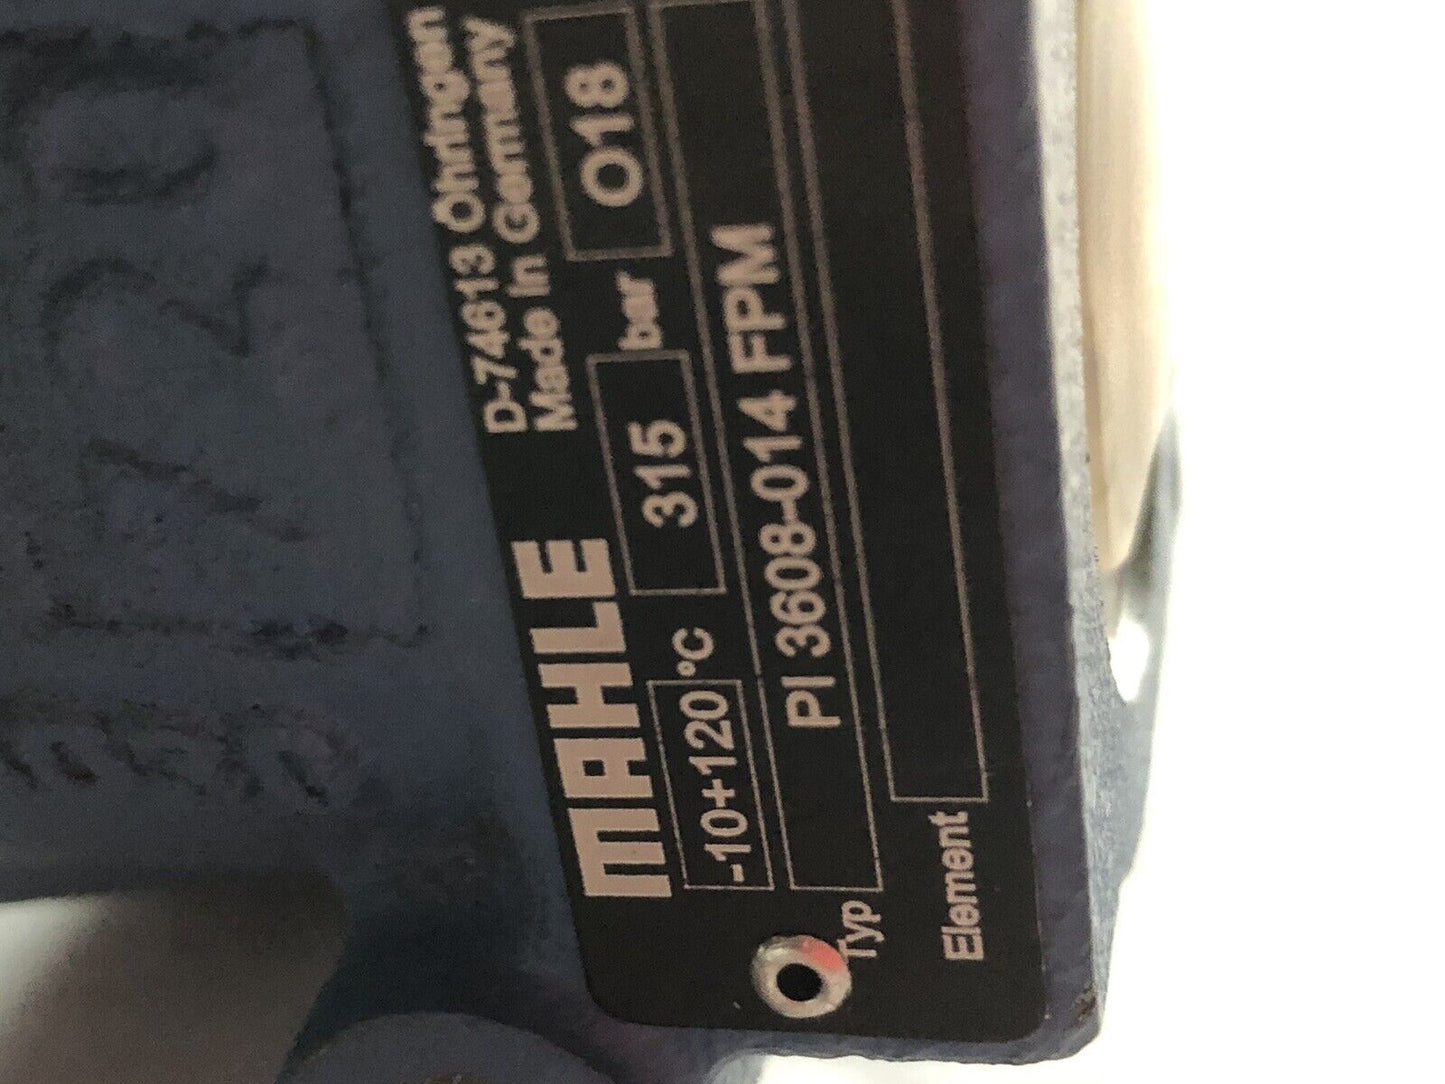 MAHLE
D-74613 Öhringen
Made in Germany
-10+120 °C 315 bar O18
Typ PI 3608-014 FPM
Element